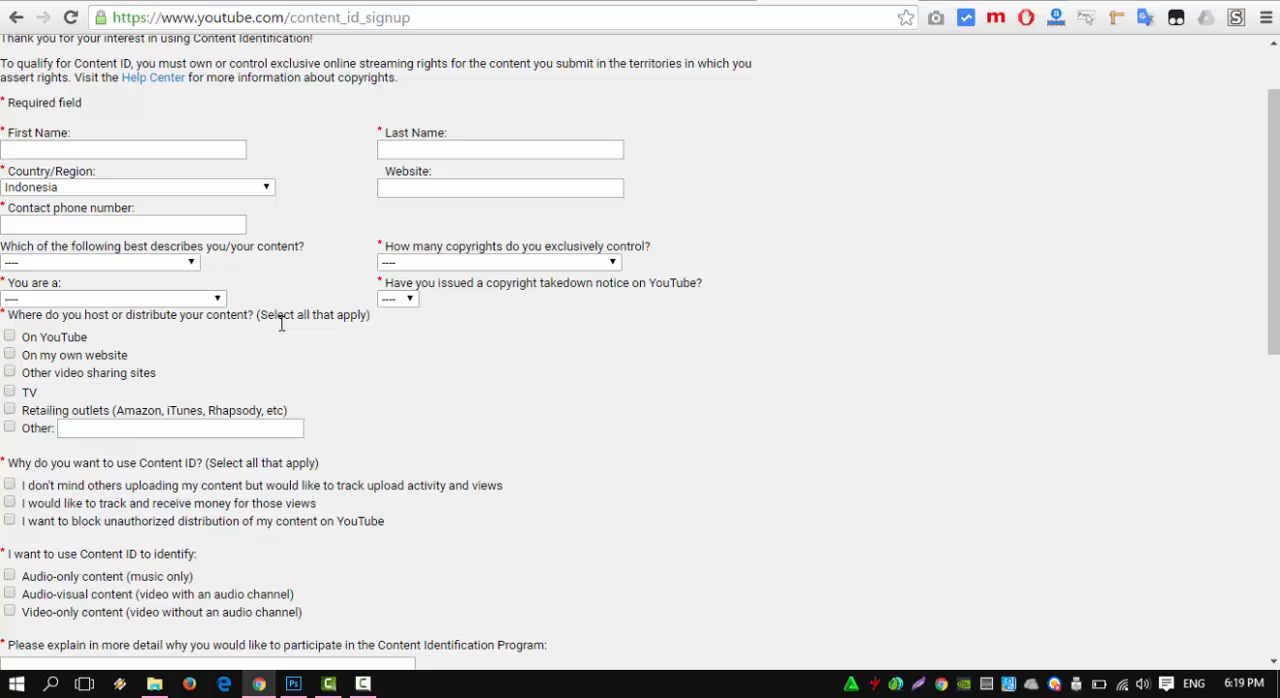 https://www.youtube.com/content_id_signup
Thank you for your interest in using Content Identification!
To qualify for Content ID, you must own or control exclusive online streaming rights for the content you submit in the territories in which you
assert rights. Visit the Help Center for more information about copyrights.
* Required field
* First Name: * Last Name:
* Country/Region: Website:
Indonesia
* Contact phone number:
Which of the following best describes you/your content? * How many copyrights do you exclusively control?
---- ----
* You are a: * Have you issued a copyright takedown notice on YouTube?
---- ----
* Where do you host or distribute your content? (Select all that apply)
On YouTube
On my own website
Other video sharing sites
TV
Retailing outlets (Amazon, iTunes, Rhapsody, etc)
Other:
* Why do you want to use Content ID? (Select all that apply)
I don't mind others uploading my content but would like to track upload activity and views
I would like to track and receive money for those views
I want to block unauthorized distribution of my content on YouTube
* I want to use Content ID to identify:
Audio-only content (music only)
Audio-visual content (video with an audio channel)
Video-only content (video without an audio channel)
* Please explain in more detail why you would like to participate in the Content Identification Program:
Ps ENG 6:19 PM